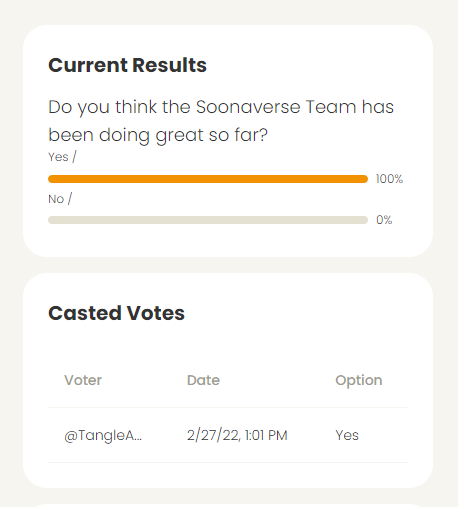 Current Results
Do you think the Soonaverse Team has
been doing great so far?
Yes /
100%
No /
0%
Casted Votes
Voter Date Option
@TangleA... 2/27/22, 1:01 PM Yes